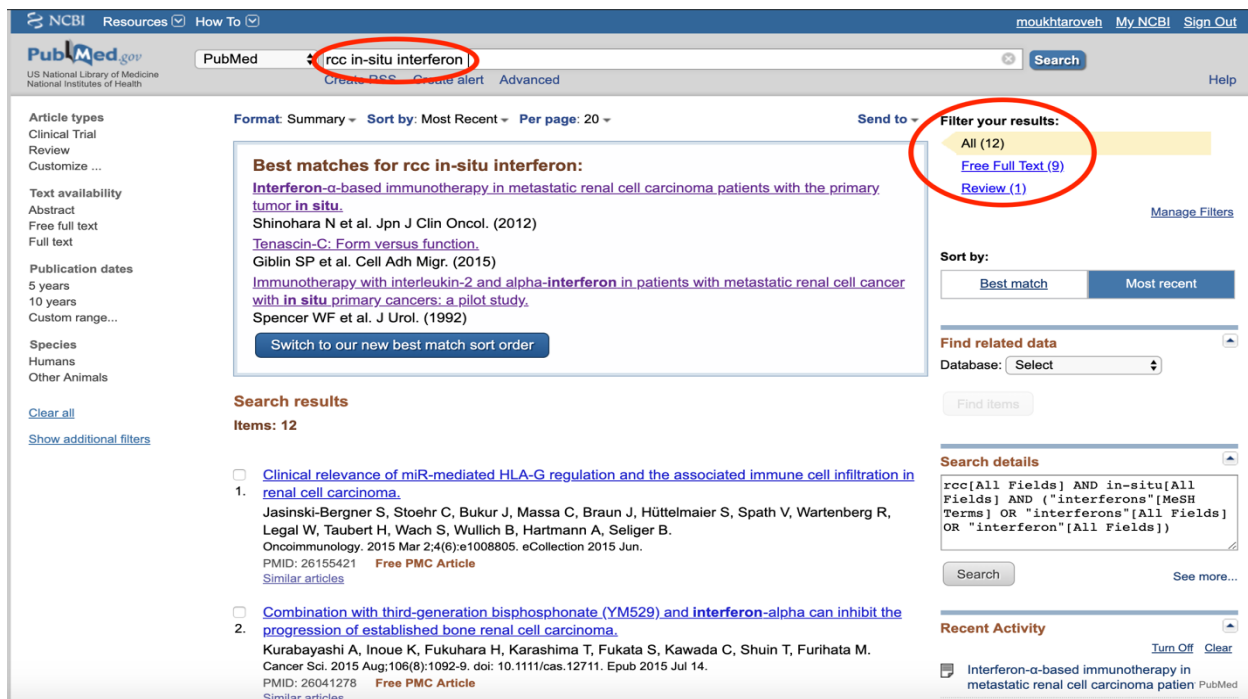 NCBI Resources How To moukhtaroveh My NCBI Sign Out
PubMed.gov
US National Library of Medicine
National Institutes of Health
PubMed rcc in-situ interferon Search
Create RSS Create alert Advanced Help
Article types
Clinical Trial
Review
Customize ...
Text availability
Abstract
Free full text
Full text
Publication dates
5 years
10 years
Custom range...
Species
Humans
Other Animals
Clear all
Show additional filters
Format: Summary Sort by: Most Recent Per page: 20 Send to
Best matches for rcc in-situ interferon:
Interferon-α-based immunotherapy in metastatic renal cell carcinoma patients with the primary
tumor in situ.
Shinohara N et al. Jpn J Clin Oncol. (2012)
Tenascin-C: Form versus function.
Giblin SP et al. Cell Adh Migr. (2015)
Immunotherapy with interleukin-2 and alpha-interferon in patients with metastatic renal cell cancer
with in situ primary cancers: a pilot study.
Spencer WF et al. J Urol. (1992)
Switch to our new best match sort order
Search results
Items: 12
Clinical relevance of miR-mediated HLA-G regulation and the associated immune cell infiltration in
1. renal cell carcinoma.
Jasinski-Bergner S, Stoehr C, Bukur J, Massa C, Braun J, Hüttelmaier S, Spath V, Wartenberg R,
Legal W, Taubert H, Wach S, Wullich B, Hartmann A, Seliger B.
Oncoimmunology. 2015 Mar 2;4(6):e1008805. eCollection 2015 Jun.
PMID: 26155421 Free PMC Article
Similar articles
Combination with third-generation bisphosphonate (YM529) and interferon-alpha can inhibit the
2. progression of established bone renal cell carcinoma.
Kurabayashi A, Inoue K, Fukuhara H, Karashima T, Fukata S, Kawada C, Shuin T, Furihata M.
Cancer Sci. 2015 Aug;106(8):1092-9. doi: 10.1111/cas.12711. Epub 2015 Jul 14.
PMID: 26041278 Free PMC Article
Similar articles
Filter your results:
All (12)
Free Full Text (9)
Review (1)
Manage Filters
Sort by:
Best match Most recent
Find related data
Database: Select
Find items
Search details
rcc[All Fields] AND in-situ[All
Fields] AND ("interferons"[MeSH
Terms] OR "interferons"[All Fields]
OR "interferon"[All Fields])
Search See more...
Recent Activity
Turn Off Clear
Interferon-α-based immunotherapy in
metastatic renal cell carcinoma patien PubMed